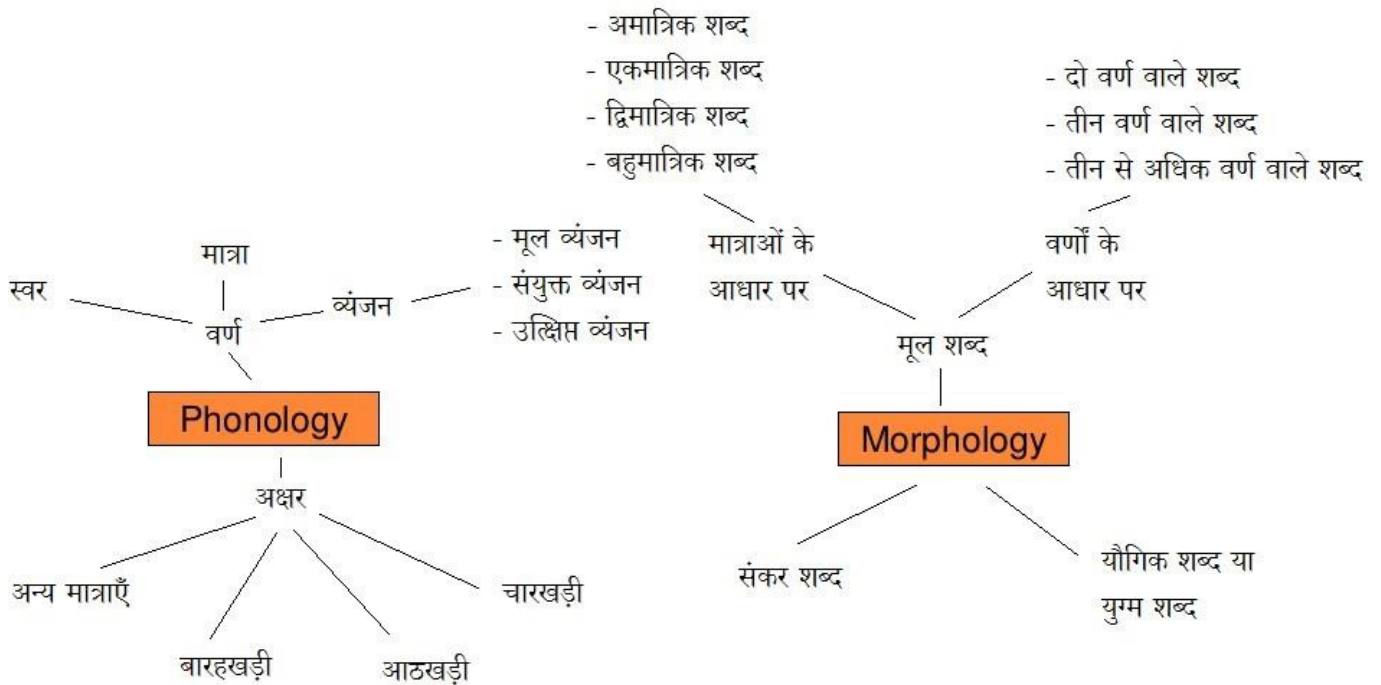 - अमात्रिक शब्द
- एकमात्रिक शब्द
- द्विमात्रिक शब्द
- बहुमात्रिक शब्द
- दो वर्ण वाले शब्द
- तीन वर्ण वाले शब्द
- तीन से अधिक वर्ण वाले शब्द
मात्राओं के
आधार पर
वर्णों के
आधार पर
मूल शब्द
स्वर
मात्रा
व्यंजन
- मूल व्यंजन
- संयुक्त व्यंजन
- उत्क्षिप्त व्यंजन
वर्ण
Phonology
अक्षर
अन्य मात्राएँ
बारहखड़ी
आठखड़ी
चारखड़ी
Morphology
संकर शब्द
यौगिक शब्द या
युग्म शब्द